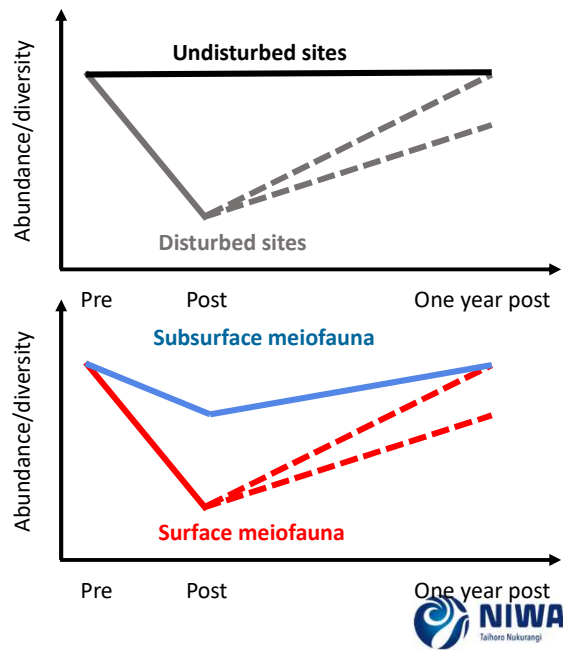 Abundance/diversity
Undisturbed sites
Disturbed sites
Pre Post One year post
Abundance/diversity
Subsurface meiofauna
Surface meiofauna
Pre Post One year post
NIWA
Taihoro Nukurangi